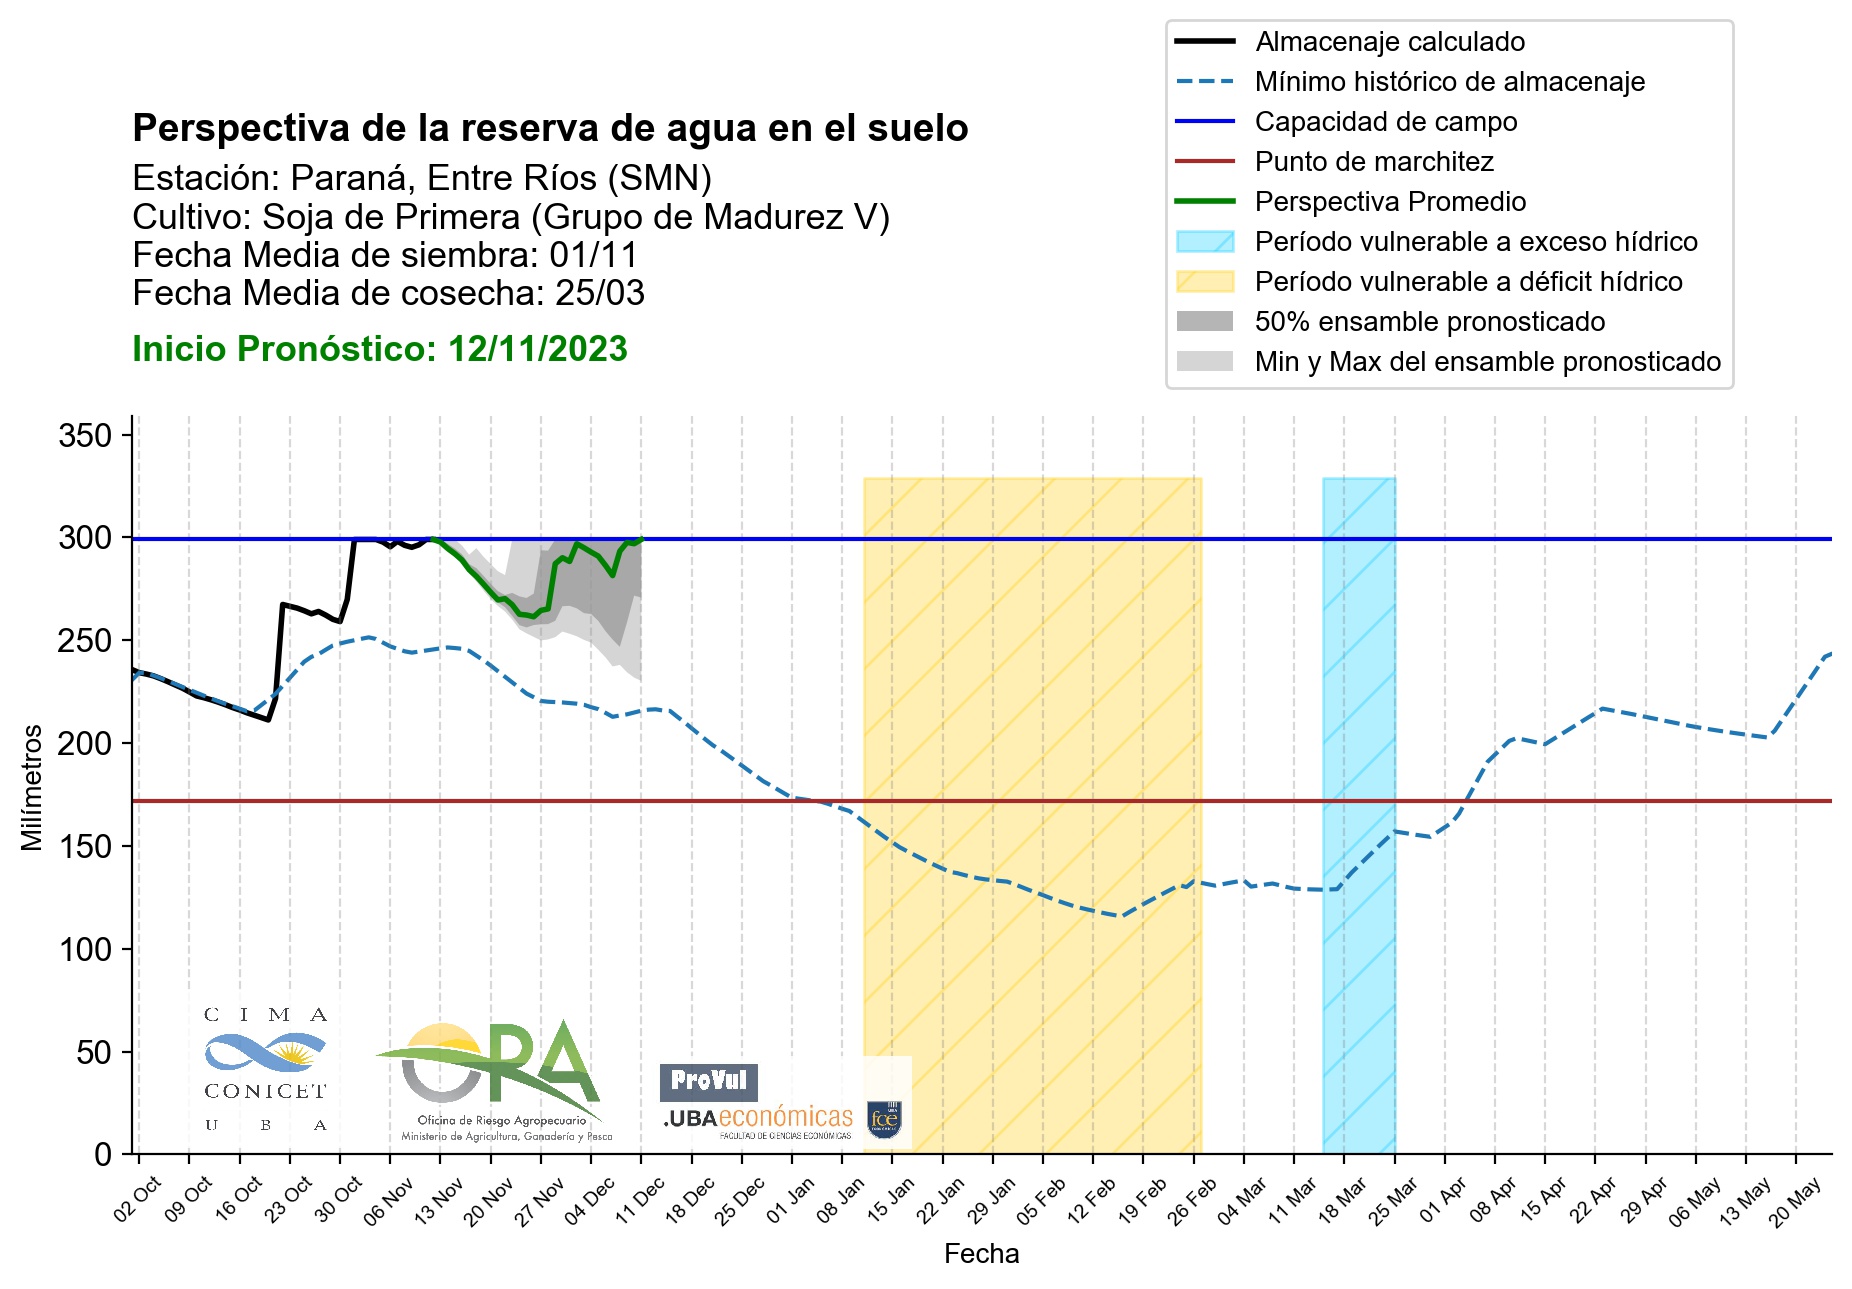 Almacenaje calculado
Mínimo histórico de almacenaje
Capacidad de campo
Punto de marchitez
Perspectiva Promedio
Período vulnerable a exceso hídrico
Período vulnerable a déficit hídrico
50% ensamble pronosticado
Min y Max del ensamble pronosticado
Perspectiva de la reserva de agua en el suelo
Estación: Paraná, Entre Ríos (SMN)
Cultivo: Soja de Primera (Grupo de Madurez V)
Fecha Media de siembra: 01/11
Fecha Media de cosecha: 25/03
Inicio Pronóstico: 12/11/2023
350
300
250
200
150
100
50
0
Milímetros
CIMA
CONICET
UBA
ORA
Oficina de Riesgo Agropecuario
Ministerio de Agricultura, Ganadería y Pesca
ProVul
.UBAeconómicas
FACULTAD DE CIENCIAS ECONÓMICAS
fce
02 Oct
09 Oct
16 Oct
23 Oct
30 Oct
06 Nov
13 Nov
20 Nov
27 Nov
04 Dec
11 Dec
18 Dec
25 Dec
01 Jan
08 Jan
15 Jan
22 Jan
29 Jan
05 Feb
12 Feb
19 Feb
26 Feb
04 Mar
11 Mar
18 Mar
25 Mar
01 Apr
08 Apr
15 Apr
22 Apr
29 Apr
06 May
13 May
20 May
Fecha